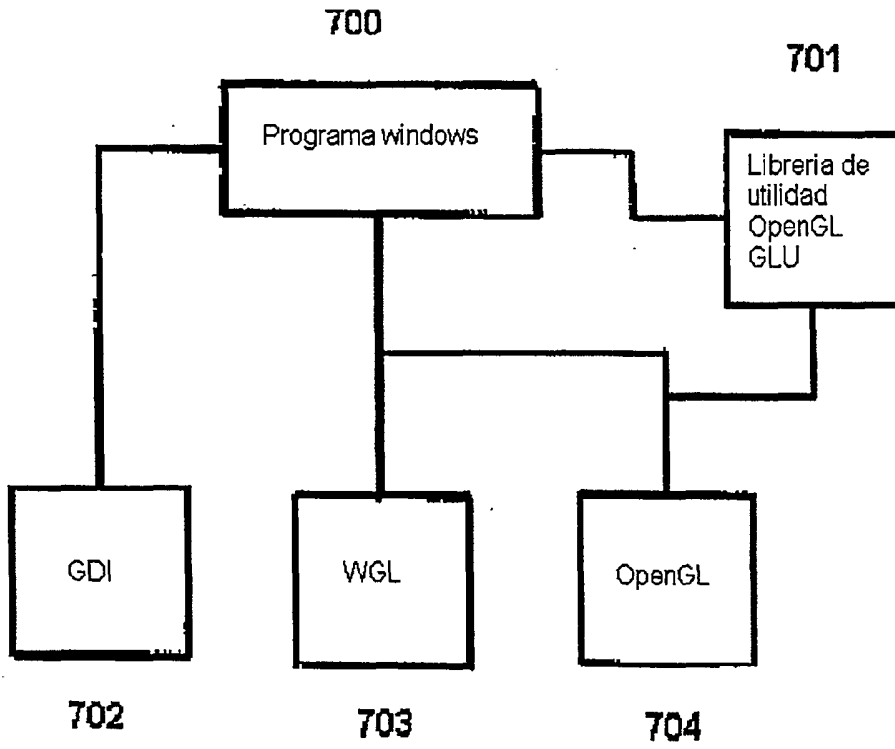 700
701
Programa windows
Libreria de
utilidad
OpenGL
GLU
GDI
WGL
OpenGL
702
703
704